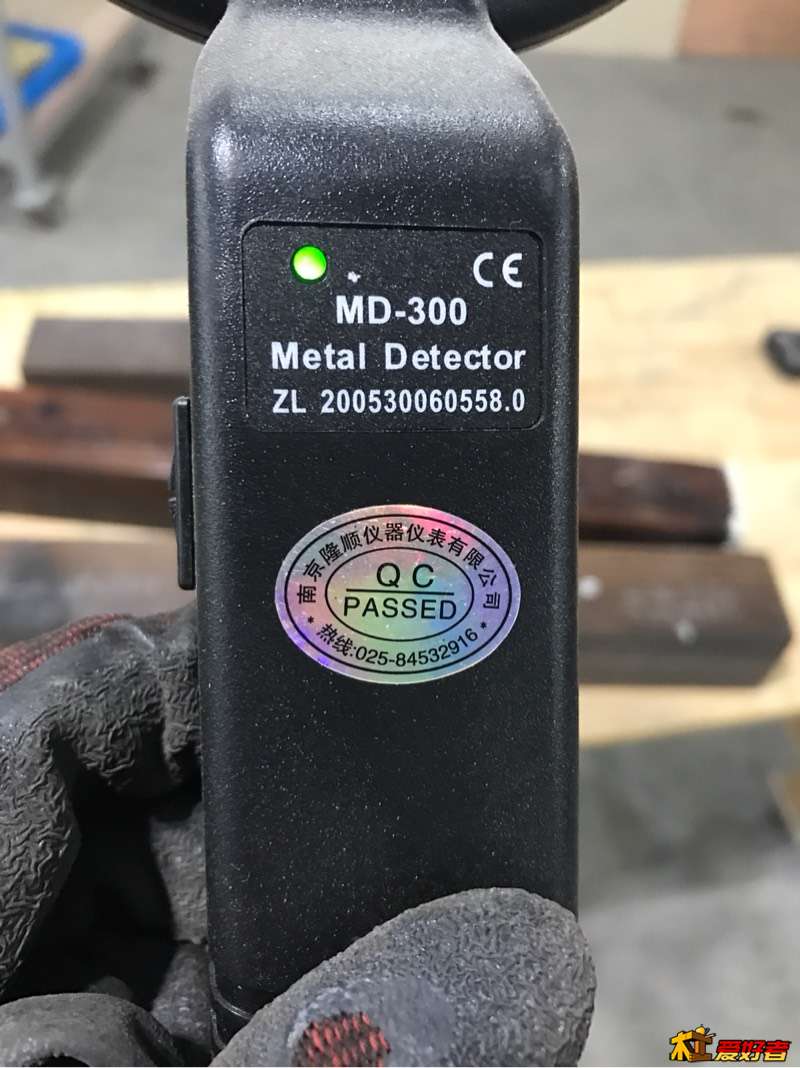 CE
MD-300
Metal Detector
ZL 200530060558.0
南京隆顺仪器仪表有限公司
QC
PASSED
*热线:025-84532916*
木工爱好者